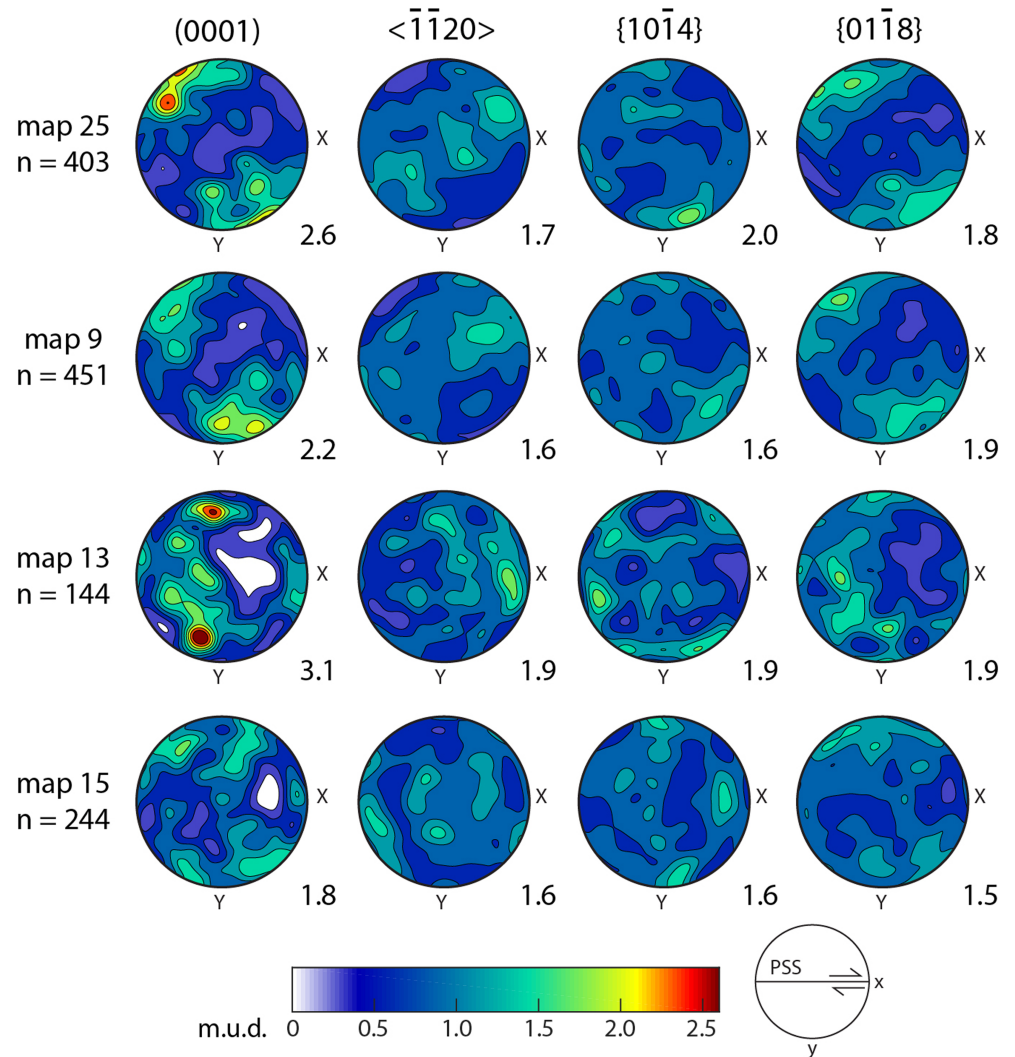 (0001) <1̅1̅20> {101̅4} {011̅8}
map 25
n = 403
X X X X
Y Y Y Y
2.6 1.7 2.0 1.8
map 9
n = 451
X X X X
Y Y Y Y
2.2 1.6 1.6 1.9
map 13
n = 144
X X X X
Y Y Y Y
3.1 1.9 1.9 1.9
map 15
n = 244
X X X X
Y Y Y Y
1.8 1.6 1.6 1.5
PSS
x
y
m.u.d. 0 0.5 1.0 1.5 2.0 2.5